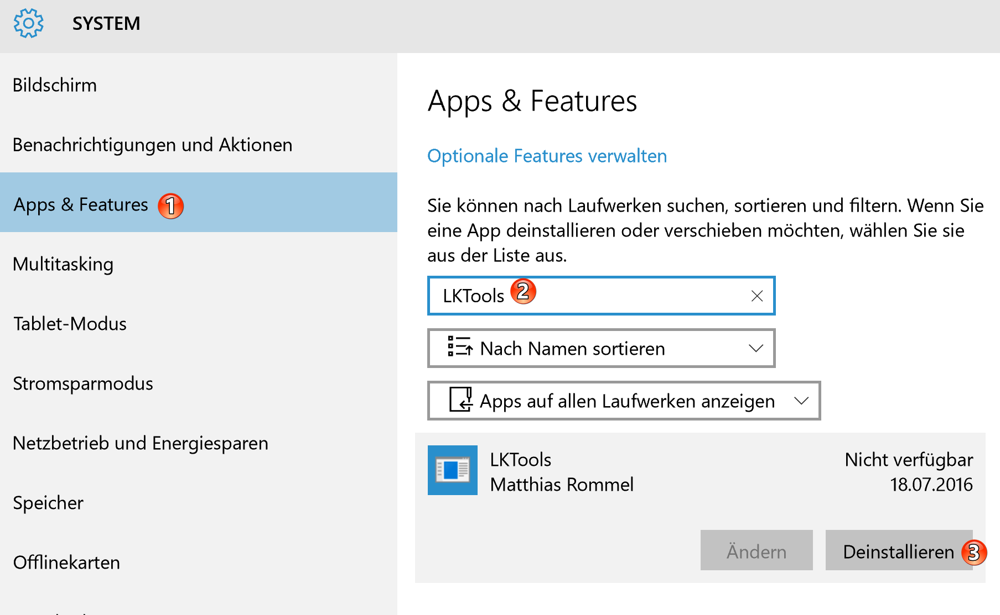 SYSTEM
Bildschirm
Benachrichtigungen und Aktionen
Apps & Features 1
Multitasking
Tablet-Modus
Stromsparmodus
Netzbetrieb und Energiesparen
Speicher
Offlinekarten
Apps & Features
Optionale Features verwalten
Sie können nach Laufwerken suchen, sortieren und filtern. Wenn Sie
eine App deinstallieren oder verschieben möchten, wählen Sie sie
aus der Liste aus.
LKTools 2
Nach Namen sortieren
Apps auf allen Laufwerken anzeigen
LKTools
Nicht verfügbar
Matthias Rommel
18.07.2016
Ändern
Deinstallieren 3